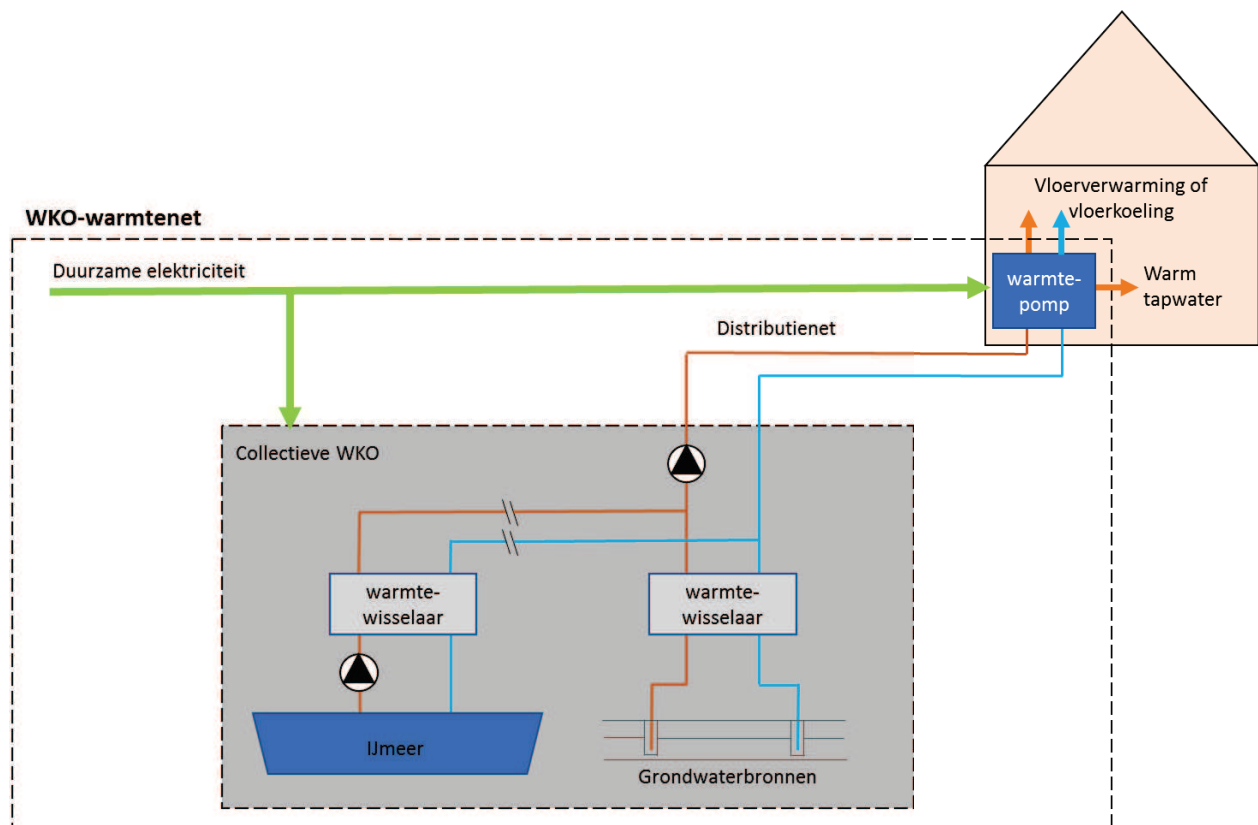 Vloerverwarming of
vloerkoeling
WKO-warmtenet
Duurzame elektriciteit
warmte-
pomp
Warm
tapwater
Distributienet
Collectieve WKO
warmte-
wisselaar
warmte-
wisselaar
IJmeer
Grondwaterbronnen